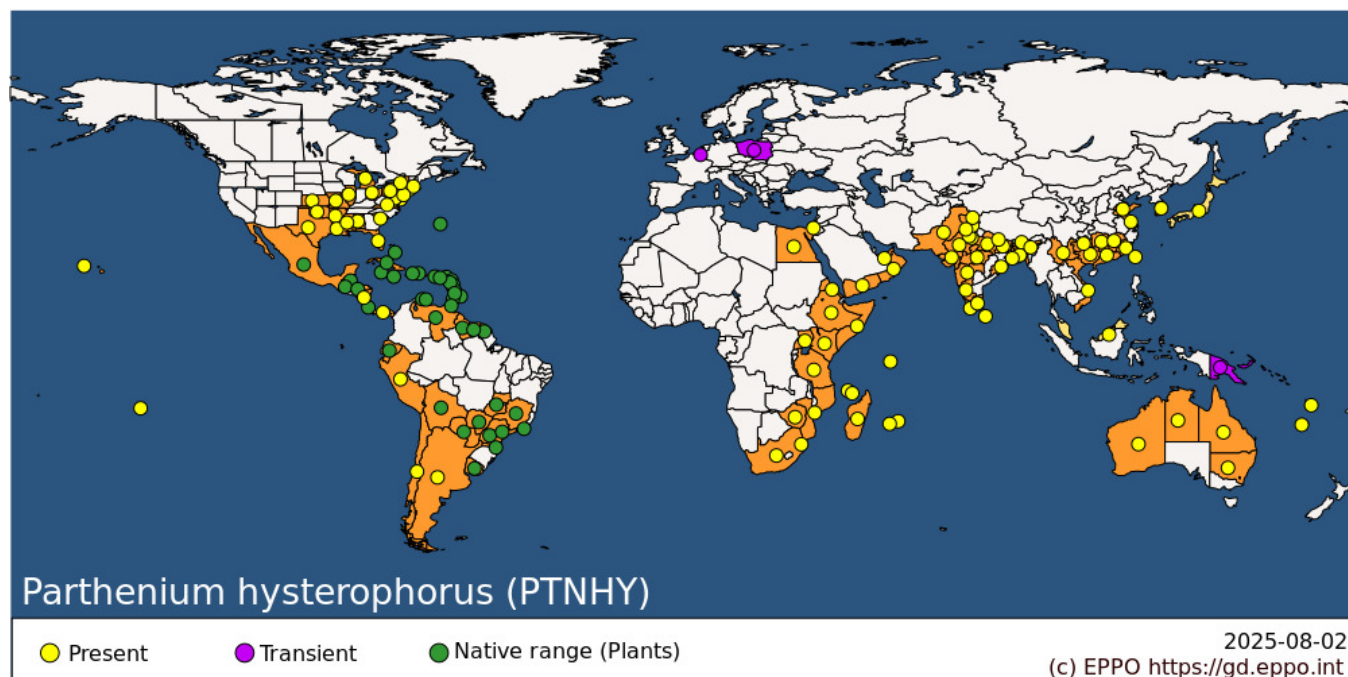 Parthenium hysterophorus (PTNHY)
Present
Transient
Native range (Plants)
2025-08-02
(c) EPPO https://gd.eppo.int